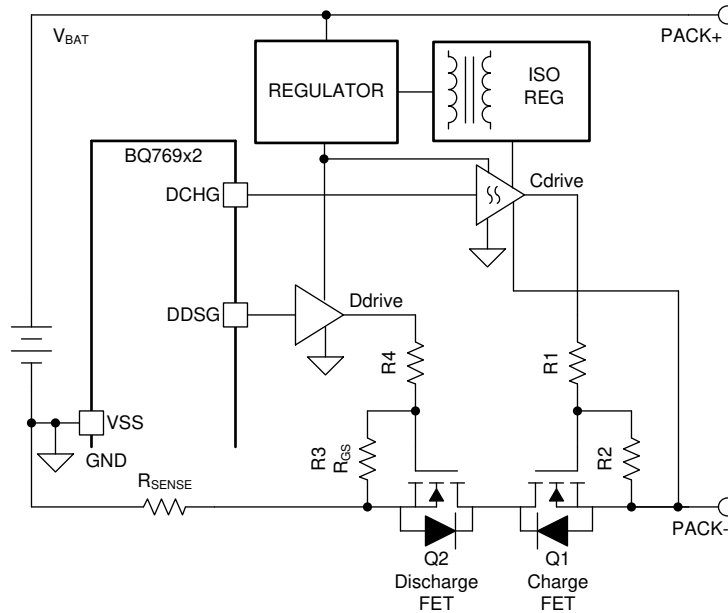 V_BAT
PACK+
REGULATOR
ISO
REG
BQ769x2
DCHG
Cdrive
DDSG
Ddrive
R4
R1
VSS
GND
R3
R_GS
R2
R_SENSE
PACK-
Q2
Discharge
FET
Q1
Charge
FET